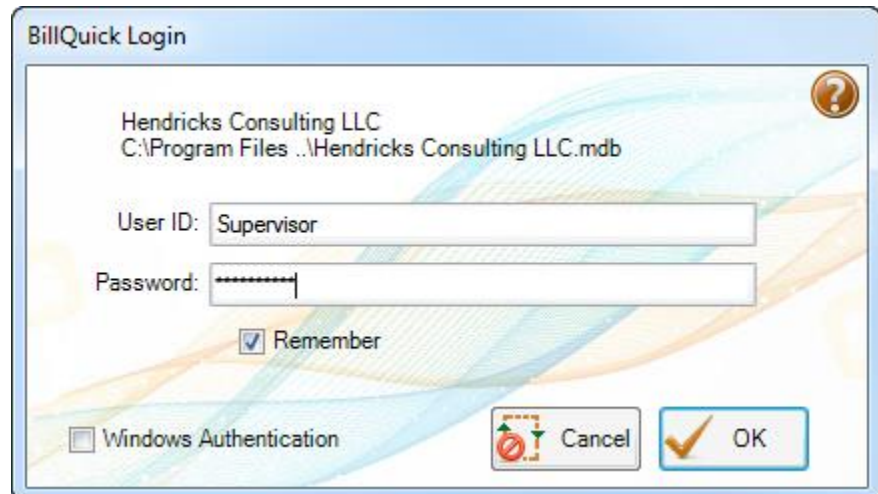 BillQuick Login
Hendricks Consulting LLC
C:\Program Files ..\Hendricks Consulting LLC.mdb
User ID: Supervisor
Password: **********
Remember
Windows Authentication
Cancel
OK